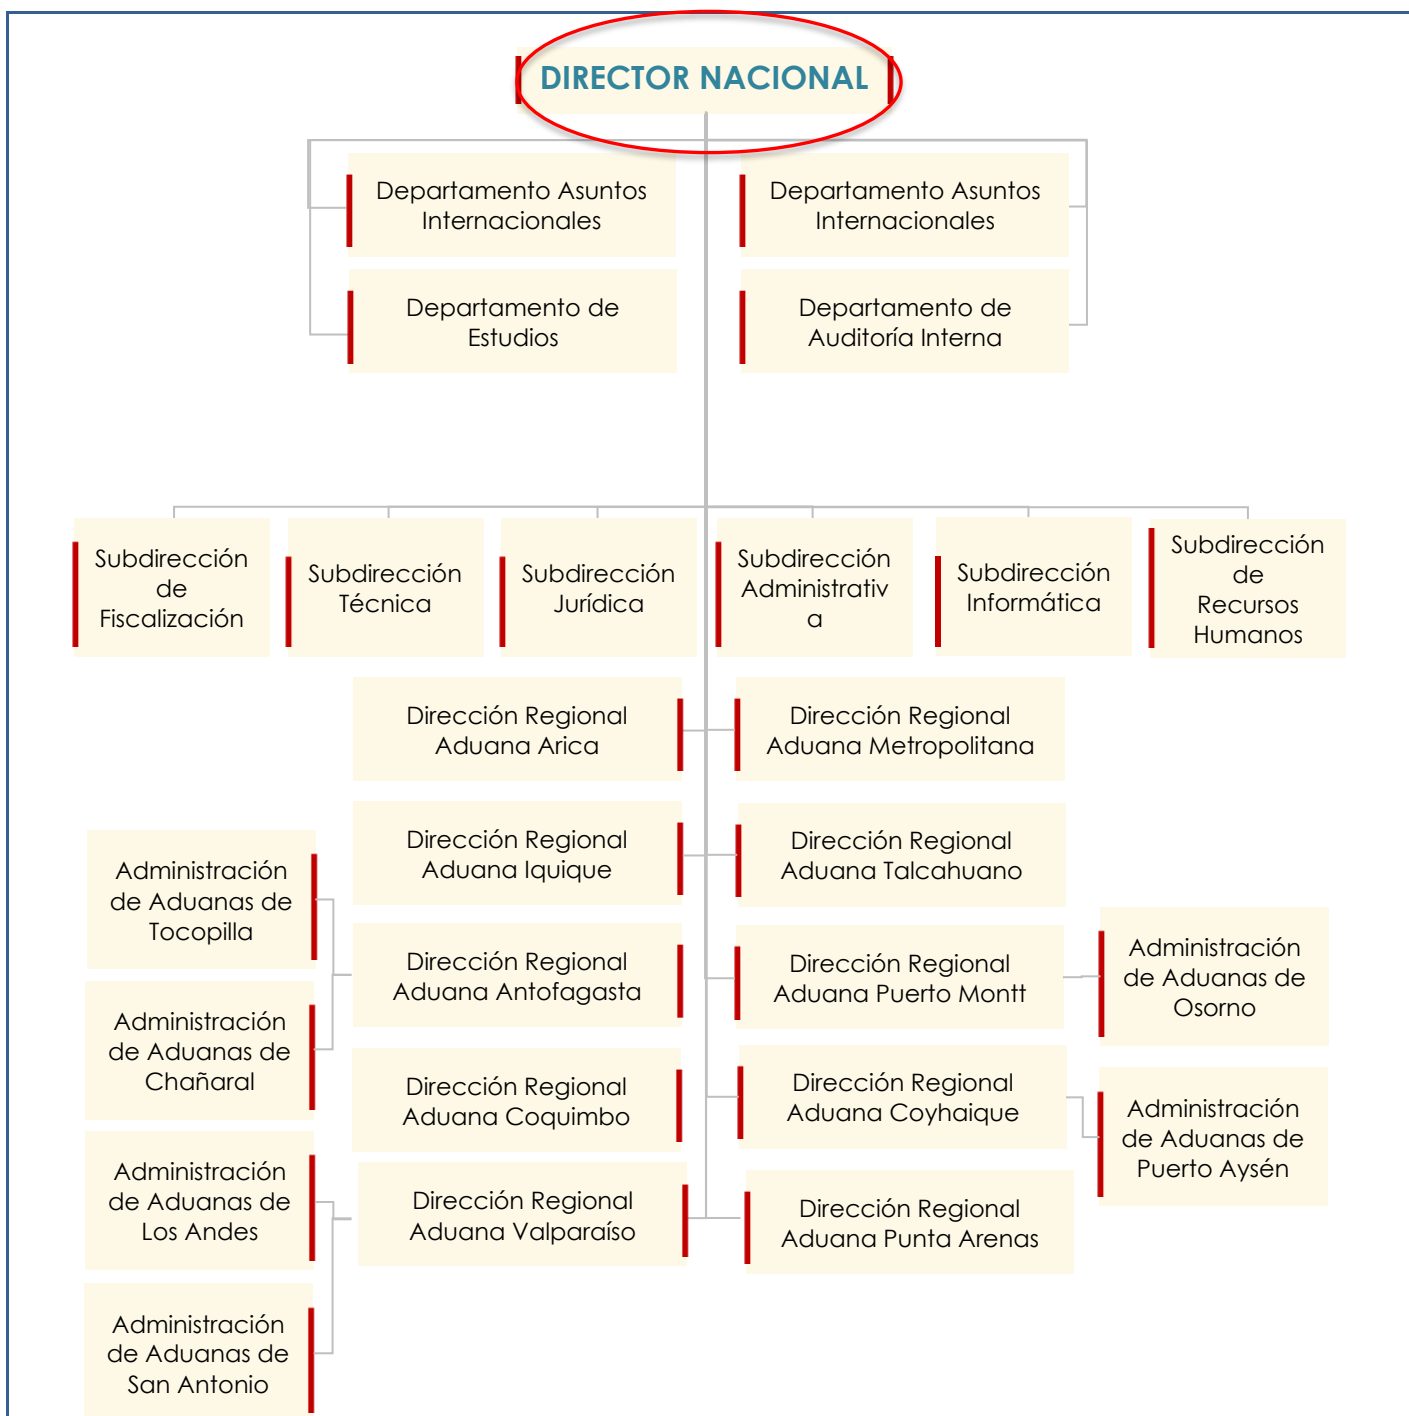 DIRECTOR NACIONAL
Departamento Asuntos
Internacionales
Departamento Asuntos
Internacionales
Departamento de
Estudios
Departamento de
Auditoría Interna
Subdirección
de
Fiscalización
Subdirección
Técnica
Subdirección
Jurídica
Subdirección
Administrativ
a
Subdirección
Informática
Subdirección
de
Recursos
Humanos
Dirección Regional
Aduana Arica
Dirección Regional
Aduana Metropolitana
Dirección Regional
Aduana Iquique
Dirección Regional
Aduana Talcahuano
Administración
de Aduanas de
Tocopilla
Dirección Regional
Aduana Antofagasta
Dirección Regional
Aduana Puerto Montt
Administración
de Aduanas de
Osorno
Administración
de Aduanas de
Chañaral
Dirección Regional
Aduana Coquimbo
Dirección Regional
Aduana Coyhaique
Administración
de Aduanas de
Puerto Aysén
Administración
de Aduanas de
Los Andes
Dirección Regional
Aduana Valparaíso
Dirección Regional
Aduana Punta Arenas
Administración
de Aduanas de
San Antonio